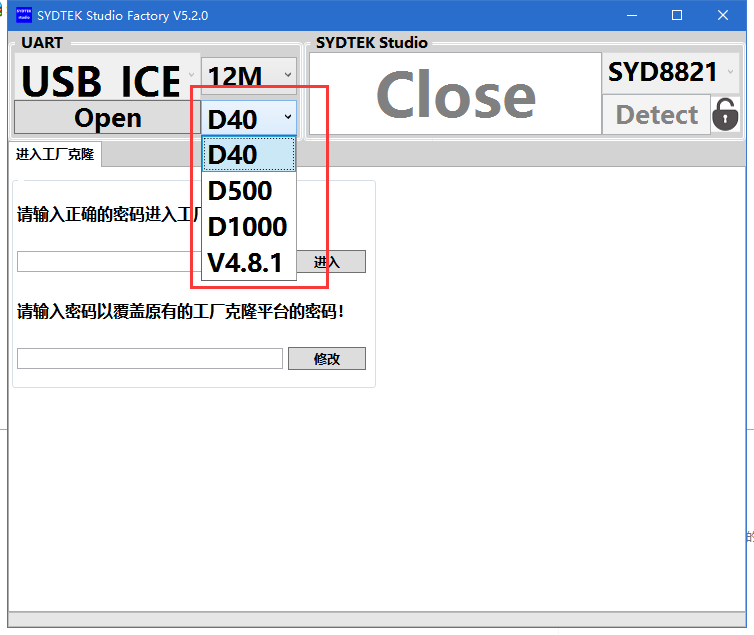 SYDTEK Studio Factory V5.2.0
UART
SYDTEK Studio
USB ICE
12M
Close
SYD8821
Open
D40
Detect
进入工厂克隆
D40
D500
D1000
V4.8.1
请输入正确的密码进入工厂
进入
请输入密码以覆盖原有的工厂克隆平台的密码!
修改
的